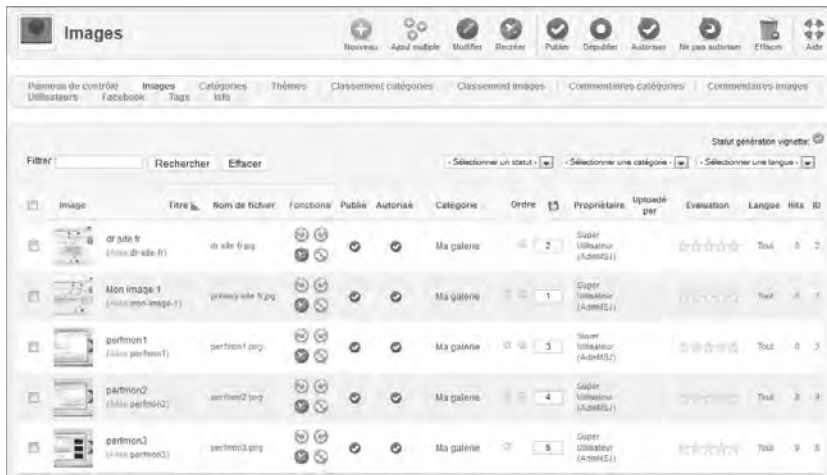 Images
Nouveau Ajout multiple Modifier Recréer Publier Dépublier Autoriser Ne pas autoriser Effacer Aide
Panneau de contrôle Images Catégories Thèmes Classement catégories Classement images Commentaires catégories Commentaires images
Utilisateurs Facebook Tags Info
Statut génération vignette:
Filtrer : Rechercher Effacer - Sélectionner un statut - - Sélectionner une catégorie - - Sélectionner une langue -
Image Titre Nom de fichier Fonctions Publié Autorisé Catégorie Ordre Propriétaire Uploadé par Evaluation Langue Hits ID
dr site fr
(Alias dr-site-fr)
dr site fr.png Ma galerie 2 Super Utilisateur (AdmMSJ) Tout 0 2
Mon image 1
(Alias mon-image-1)
Ma galerie 1 Super Utilisateur (AdmMSJ) Tout 0 1
perfmon1
(Alias perfmon1)
perfmon1.png Ma galerie 3 Super Utilisateur (AdmMSJ) Tout 0 3
perfmon2
(Alias perfmon2)
perfmon2.png Ma galerie 4 Super Utilisateur (AdmMSJ) Tout 0 4
perfmon3
(Alias perfmon3)
perfmon3.png Ma galerie 5 Super Utilisateur (AdmMSJ) Tout 0 5